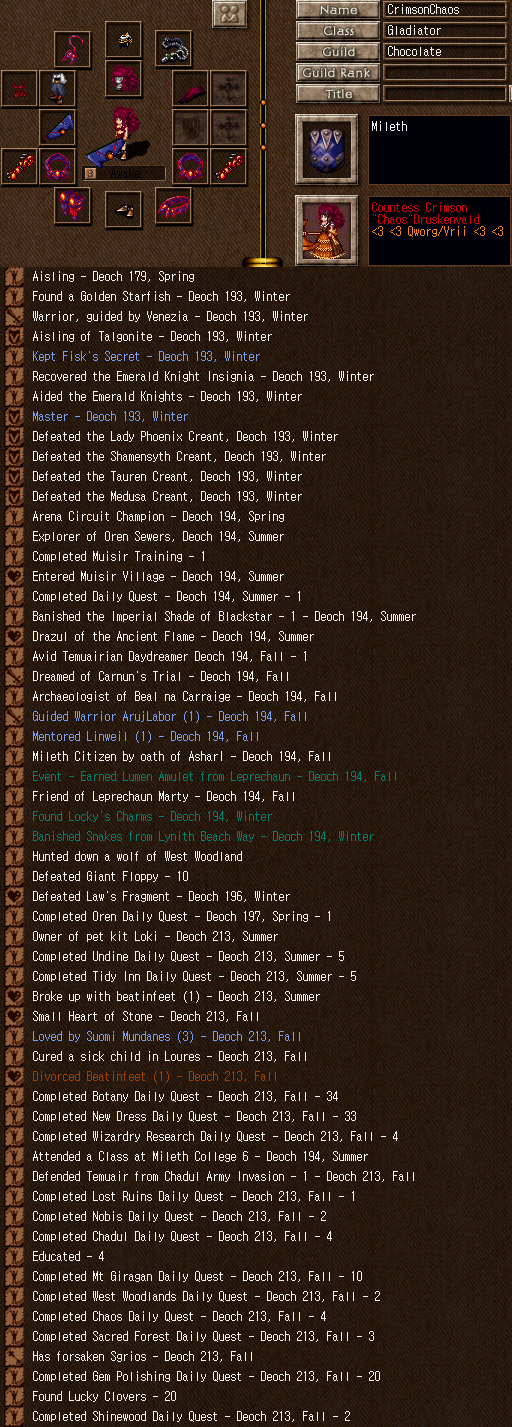 Name CrimsonChaos
Class Gladiator
Guild Chocolate
Guild Rank
Title
Mileth
Awake
Countess Crimson
"Chaos"Druskenvald
<3 <3 Qworg/Vrii <3 <3
Aisling - Deoch 179, Spring
Found a Golden Starfish - Deoch 193, Winter
Warrior, guided by Venezia - Deoch 193, Winter
Aisling of Talgonite - Deoch 193, Winter
Kept Fisk's Secret - Deoch 193, Winter
Recovered the Emerald Knight Insignia - Deoch 193, Winter
Aided the Emerald Knights - Deoch 193, Winter
Master - Deoch 193, Winter
Defeated the Lady Phoenix Creant, Deoch 193, Winter
Defeated the Shamensyth Creant, Deoch 193, Winter
Defeated the Tauren Creant, Deoch 193, Winter
Defeated the Medusa Creant, Deoch 193, Winter
Arena Circuit Champion - Deoch 194, Spring
Explorer of Oren Sewers, Deoch 194, Summer
Completed Muisir Training - 1
Entered Muisir Village - Deoch 194, Summer
Completed Daily Quest - Deoch 194, Summer - 1
Banished the Imperial Shade of Blackstar - 1 - Deoch 194, Summer
Drazul of the Ancient Flame - Deoch 194, Summer
Avid Temuairian Daydreamer Deoch 194, Fall - 1
Dreamed of Carnun's Trial - Deoch 194, Fall
Archaeologist of Beal na Carraige - Deoch 194, Fall
Guided Warrior ArujLabor (1) - Deoch 194, Fall
Mentored Linweil (1) - Deoch 194, Fall
Mileth Citizen by oath of Asharl - Deoch 194, Fall
Event - Earned Lumen Amulet from Leprechaun - Deoch 194, Fall
Friend of Leprechaun Marty - Deoch 194, Fall
Found Locky's Charms - Deoch 194, Winter
Banished Snakes from Lynith Beach Way - Deoch 194, Winter
Hunted down a wolf of West Woodland
Defeated Giant Floppy - 10
Defeated Law's Fragment - Deoch 196, Winter
Completed Oren Daily Quest - Deoch 197, Spring - 1
Owner of pet kit Loki - Deoch 213, Summer
Completed Undine Daily Quest - Deoch 213, Summer - 5
Completed Tidy Inn Daily Quest - Deoch 213, Summer - 5
Broke up with beatinfeet (1) - Deoch 213, Summer
Small Heart of Stone - Deoch 213, Fall
Loved by Suomi Mundanes (3) - Deoch 213, Fall
Cured a sick child in Loures - Deoch 213, Fall
Divorced Beatinfeet (1) - Deoch 213, Fall
Completed Botany Daily Quest - Deoch 213, Fall - 34
Completed New Dress Daily Quest - Deoch 213, Fall - 33
Completed Wizardry Research Daily Quest - Deoch 213, Fall - 4
Attended a Class at Mileth College 6 - Deoch 194, Summer
Defended Temuair from Chadul Army Invasion - 1 - Deoch 213, Fall
Completed Lost Ruins Daily Quest - Deoch 213, Fall - 1
Completed Nobis Daily Quest - Deoch 213, Fall - 2
Completed Chadul Daily Quest - Deoch 213, Fall - 4
Educated - 4
Completed Mt Giragan Daily Quest - Deoch 213, Fall - 10
Completed West Woodlands Daily Quest - Deoch 213, Fall - 2
Completed Chaos Daily Quest - Deoch 213, Fall - 4
Completed Sacred Forest Daily Quest - Deoch 213, Fall - 3
Has forsaken Sgrios - Deoch 213, Fall
Completed Gem Polishing Daily Quest - Deoch 213, Fall - 20
Found Lucky Clovers - 20
Completed Shinewood Daily Quest - Deoch 213, Fall - 2